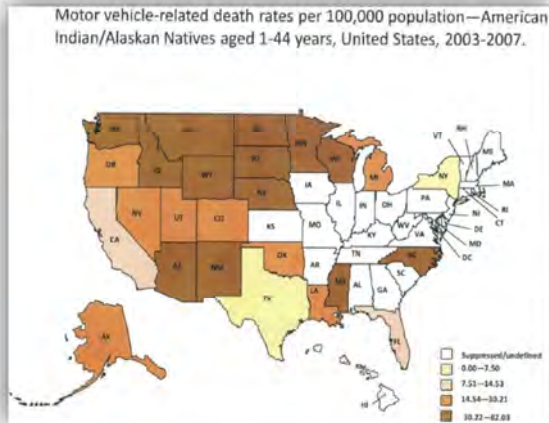 Motor vehicle-related death rates per 100,000 population—American
Indian/Alaskan Natives aged 1-44 years, United States, 2003-2007.
WA
ND
MN
WI
MI
OR
ID
WY
SD
NE
NV
UT
CO
CA
AZ
NM
KS
OK
TX
IA
MO
AR
LA
MS
IL
IN
OH
KY
TN
AL
GA
FL
SC
NC
VA
WV
PA
NY
VT
NH
ME
MA
RI
CT
NJ
DE
MD
DC
AK
HI
Suppressed/undefined
0.00—7.50
7.51—14.53
14.54—30.21
30.22—82.03